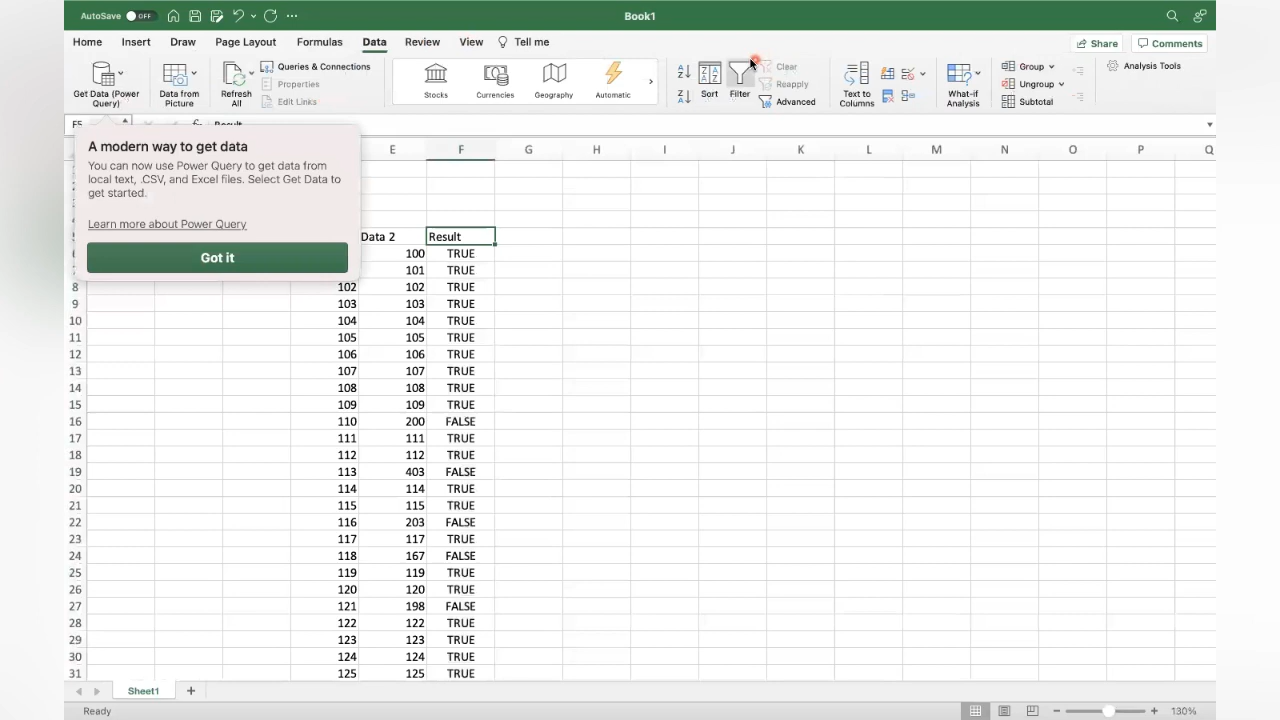 AutoSave OFF
Book1
Home Insert Draw Page Layout Formulas Data Review View Tell me
Share Comments
Get Data (Power Query)
Data from Picture
Refresh All
Queries & Connections
Properties
Edit Links
Stocks Currencies Geography Automatic
Sort Filter
Clear
Reapply
Advanced
Text to Columns
What-if Analysis
Group
Ungroup
Subtotal
Analysis Tools
Result
A modern way to get data
You can now use Power Query to get data from
local text, .CSV, and Excel files. Select Get Data to
get started.
Learn more about Power Query
Got it
E F G H I J K L M N O P Q
Data 2 Result
100 TRUE
101 TRUE
8 102 102 TRUE
9 103 103 TRUE
10 104 104 TRUE
11 105 105 TRUE
12 106 106 TRUE
13 107 107 TRUE
14 108 108 TRUE
15 109 109 TRUE
16 110 200 FALSE
17 111 111 TRUE
18 112 112 TRUE
19 113 403 FALSE
20 114 114 TRUE
21 115 115 TRUE
22 116 203 FALSE
23 117 117 TRUE
24 118 167 FALSE
25 119 119 TRUE
26 120 120 TRUE
27 121 198 FALSE
28 122 122 TRUE
29 123 123 TRUE
30 124 124 TRUE
31 125 125 TRUE
Sheet1
Ready
130%